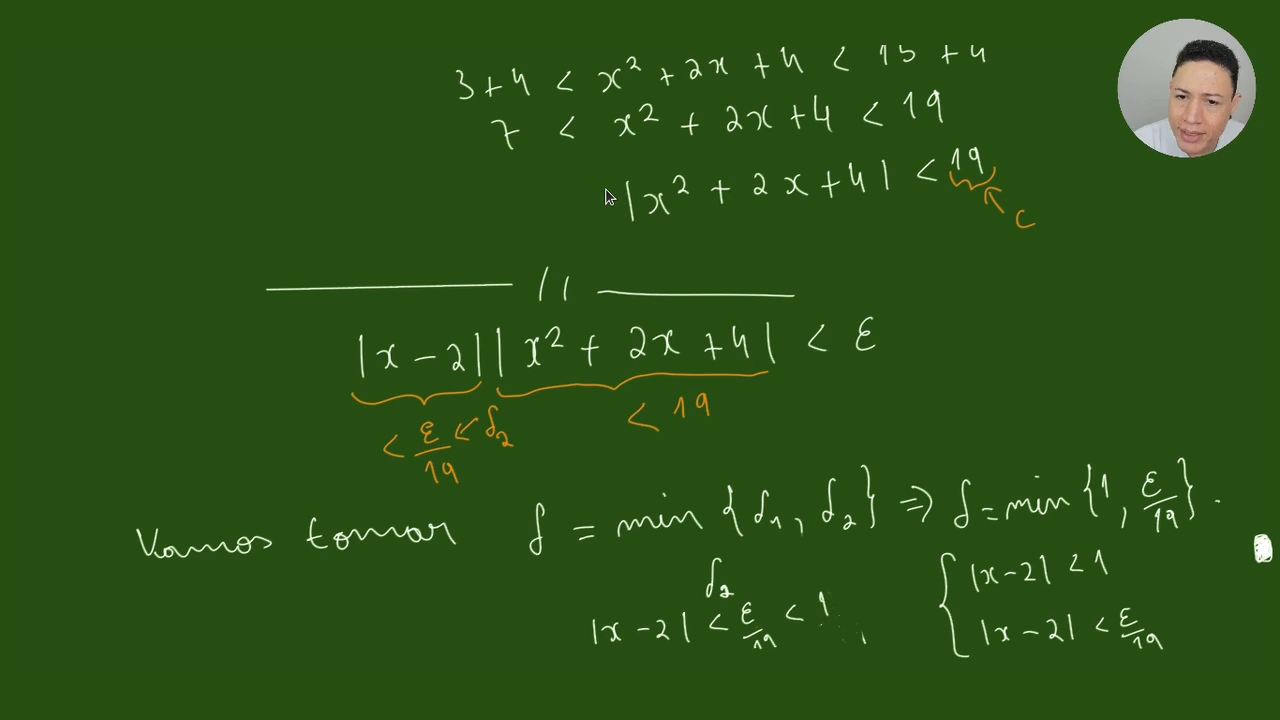 3+4 < x² + 2x + 4 < 15 + 4
7 < x² + 2x + 4 < 19
|x² + 2x + 4| < 19
C
//
|x - 2||x² + 2x + 4| < ε
< ε/19 ← δ₂ < 19
Vamos tomar δ = min {δ₁, δ₂} ⇒ δ = min {1, ε/19}.
δ₂
|x - 2| < ε/19 < 1
{ |x - 2| < 1
|x - 2| < ε/19